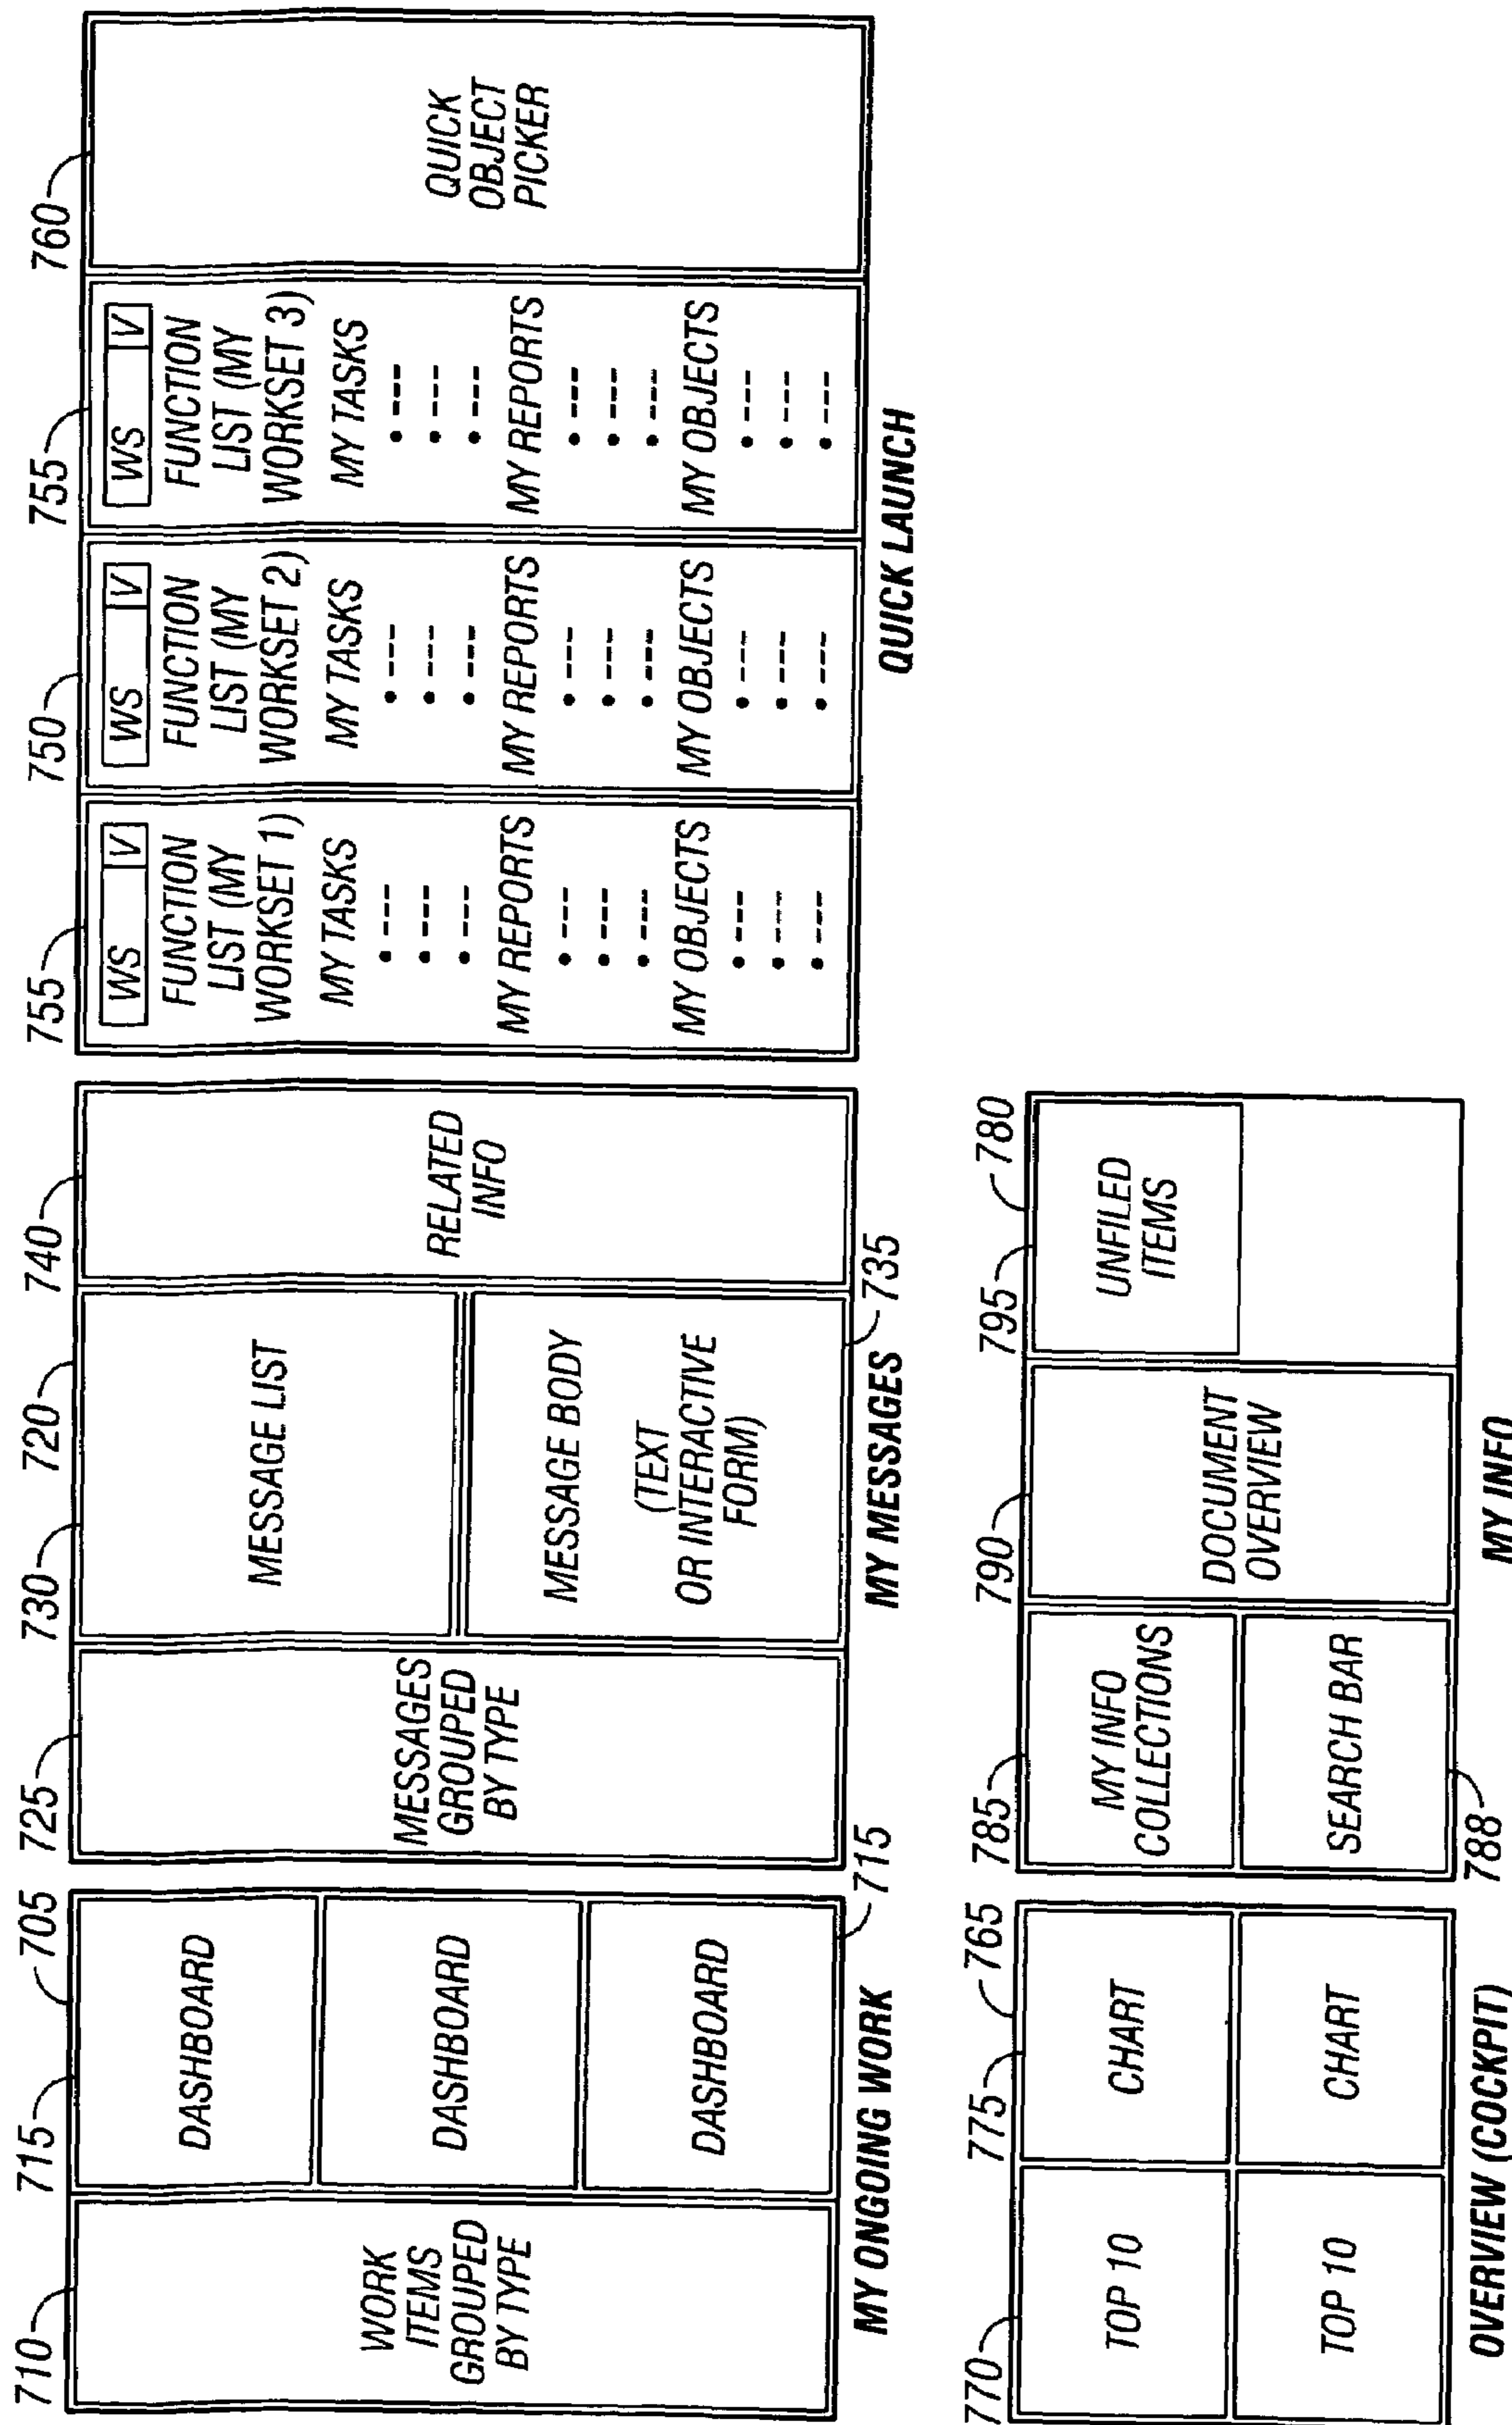 710
715
705
WORK
ITEMS
GROUPED
BY TYPE
DASHBOARD
DASHBOARD
DASHBOARD
715
MY ONGOING WORK
725
730
720
740
MESSAGES
GROUPED
BY TYPE
MESSAGE LIST
MESSAGE BODY
(TEXT
OR INTERACTIVE
FORM)
RELATED
INFO
735
MY MESSAGES
755
750
755
760
WS V
FUNCTION
LIST (MY
WORKSET 1)
MY TASKS
• ---
• ---
• ---
MY REPORTS
• ---
• ---
• ---
MY OBJECTS
• ---
• ---
• ---
WS V
FUNCTION
LIST (MY
WORKSET 2)
MY TASKS
• ---
• ---
• ---
MY REPORTS
• ---
• ---
• ---
MY OBJECTS
• ---
• ---
• ---
WS V
FUNCTION
LIST (MY
WORKSET 3)
MY TASKS
• ---
• ---
• ---
MY REPORTS
• ---
• ---
• ---
MY OBJECTS
• ---
• ---
• ---
QUICK
OBJECT
PICKER
QUICK LAUNCH
770
775
765
TOP 10
CHART
TOP 10
CHART
OVERVIEW (COCKPIT)
785
790
795
780
MY INFO
COLLECTIONS
SEARCH BAR
DOCUMENT
OVERVIEW
UNFILED
ITEMS
788
MY INFO